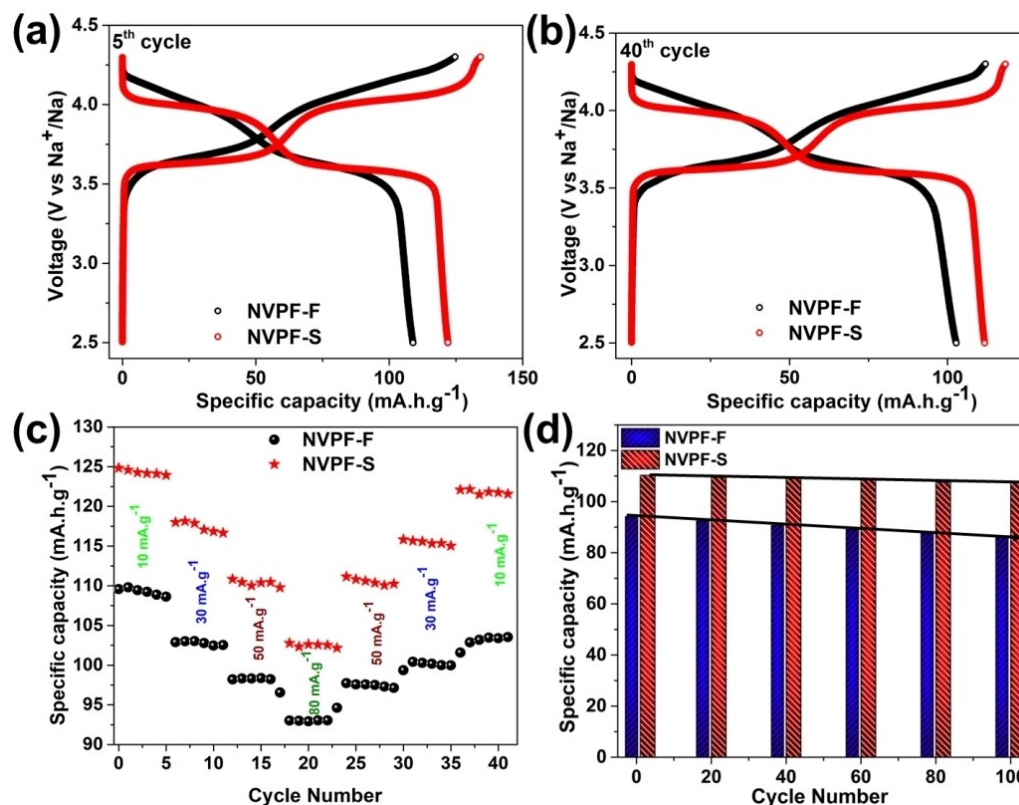 (a)
5th cycle
4.5
4.0
3.5
3.0
2.5
Voltage (V vs Na+/Na)
NVPF-F
NVPF-S
0
50
100
150
Specific capacity (mA.h.g-1)
(b)
40th cycle
4.5
4.0
3.5
3.0
2.5
Voltage (V vs Na+/Na)
NVPF-F
NVPF-S
0
50
100
Specific capacity (mA.h.g-1)
(c)
130
125
120
115
110
105
100
95
90
Specific capacity (mA.h.g-1)
NVPF-F
NVPF-S
10 mA.g-1
30 mA.g-1
50 mA.g-1
80 mA.g-1
50 mA.g-1
30 mA.g-1
10 mA.g-1
0
5
10
15
20
25
30
35
40
Cycle Number
(d)
120
100
80
60
40
20
0
Specific capacity (mA.h.g-1)
NVPF-F
NVPF-S
0
20
40
60
80
100
Cycle Number